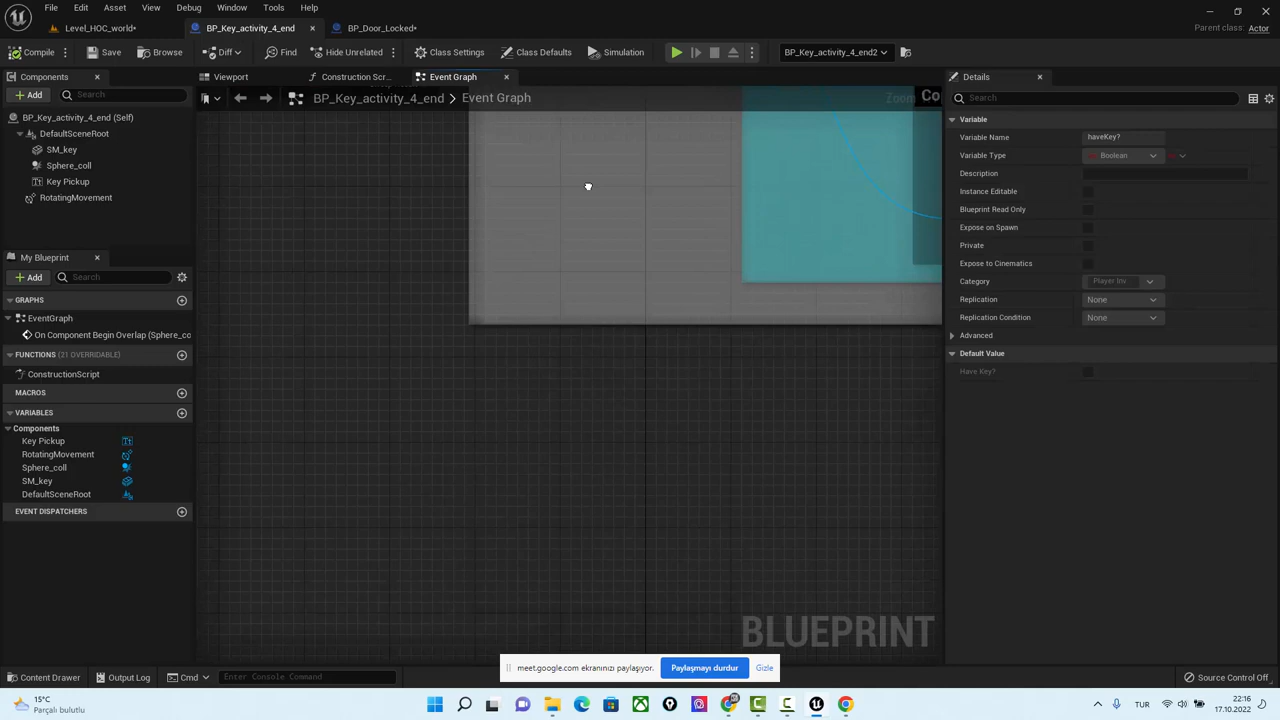 File Edit Asset View Debug Window Tools Help
Parent class: Actor
Level_HOC_world*
BP_Key_activity_4_end
BP_Door_Locked*
Compile
Save
Browse
Diff
Find
Hide Unrelated
Class Settings
Class Defaults
Simulation
BP_Key_activity_4_end2
Components
Viewport
Construction Scr...
Event Graph
Details
Add
Search
BP_Key_activity_4_end > Event Graph
Zoom
Co
Search
BP_Key_activity_4_end (Self)
DefaultSceneRoot
SM_key
Sphere_coll
Key Pickup
RotatingMovement
Variable
Variable Name haveKey?
Variable Type Boolean
Description
Instance Editable
Blueprint Read Only
Expose on Spawn
Private
Expose to Cinematics
Category Player Inv
Replication None
Replication Condition None
Advanced
Default Value
Have Key?
My Blueprint
Add
Search
GRAPHS
EventGraph
On Component Begin Overlap (Sphere_co
FUNCTIONS (21 OVERRIDABLE)
ConstructionScript
MACROS
VARIABLES
Components
Key Pickup
RotatingMovement
Sphere_coll
SM_key
DefaultSceneRoot
EVENT DISPATCHERS
BLUEPRINT
meet.google.com ekranınızı paylaşıyor.
Paylaşmayı durdur
Gizle
Output Log
Cmd
Enter Console Command
Source Control Off
15°C
Parçalı bulutlu
TUR
22:16
17.10.2022